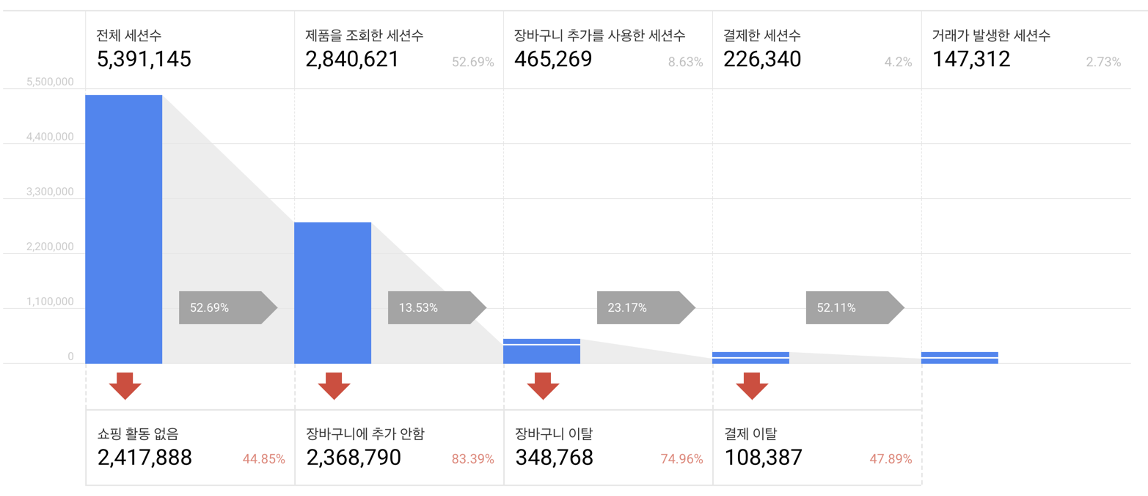 전체 세션수
5,391,145
제품을 조회한 세션수
2,840,621 52.69%
장바구니 추가를 사용한 세션수
465,269 8.63%
결제한 세션수
226,340 4.2%
거래가 발생한 세션수
147,312 2.73%
5,500,000
4,400,000
3,300,000
2,200,000
1,100,000
0
52.69%
13.53%
23.17%
52.11%
쇼핑 활동 없음
2,417,888 44.85%
장바구니에 추가 안함
2,368,790 83.39%
장바구니 이탈
348,768 74.96%
결제 이탈
108,387 47.89%